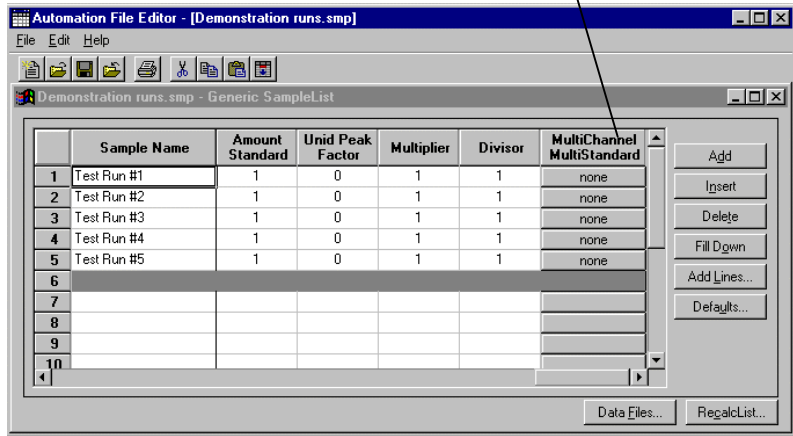 Automation File Editor - [Demonstration runs.smp]
File Edit Help
Demonstration runs.smp - Generic SampleList
Sample Name Amount Standard Unid Peak Factor Multiplier Divisor MultiChannel MultiStandard
1 Test Run #1 1 0 1 1 none
2 Test Run #2 1 0 1 1 none
3 Test Run #3 1 0 1 1 none
4 Test Run #4 1 0 1 1 none
5 Test Run #5 1 0 1 1 none
6
7
8
9
10
Add
Insert
Delete
Fill Down
Add Lines...
Defaults...
Data Files... RecalcList...